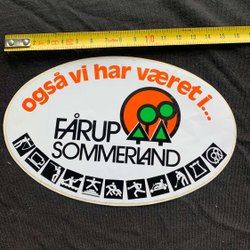 også vi har været i...
FÅRUP
SOMMERLAND